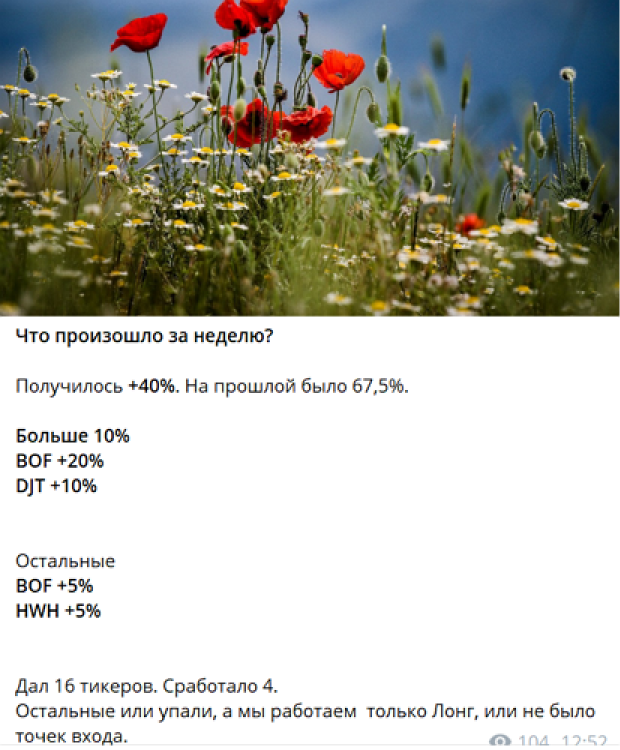 Что произошло за неделю?
Получилось +40%. На прошлой было 67,5%.
Больше 10%
BOF +20%
DJT +10%
Остальные
BOF +5%
HWH +5%
Дал 16 тикеров. Сработало 4.
Остальные или упали, а мы работаем только Лонг, или не было
точек входа.
104 12:52